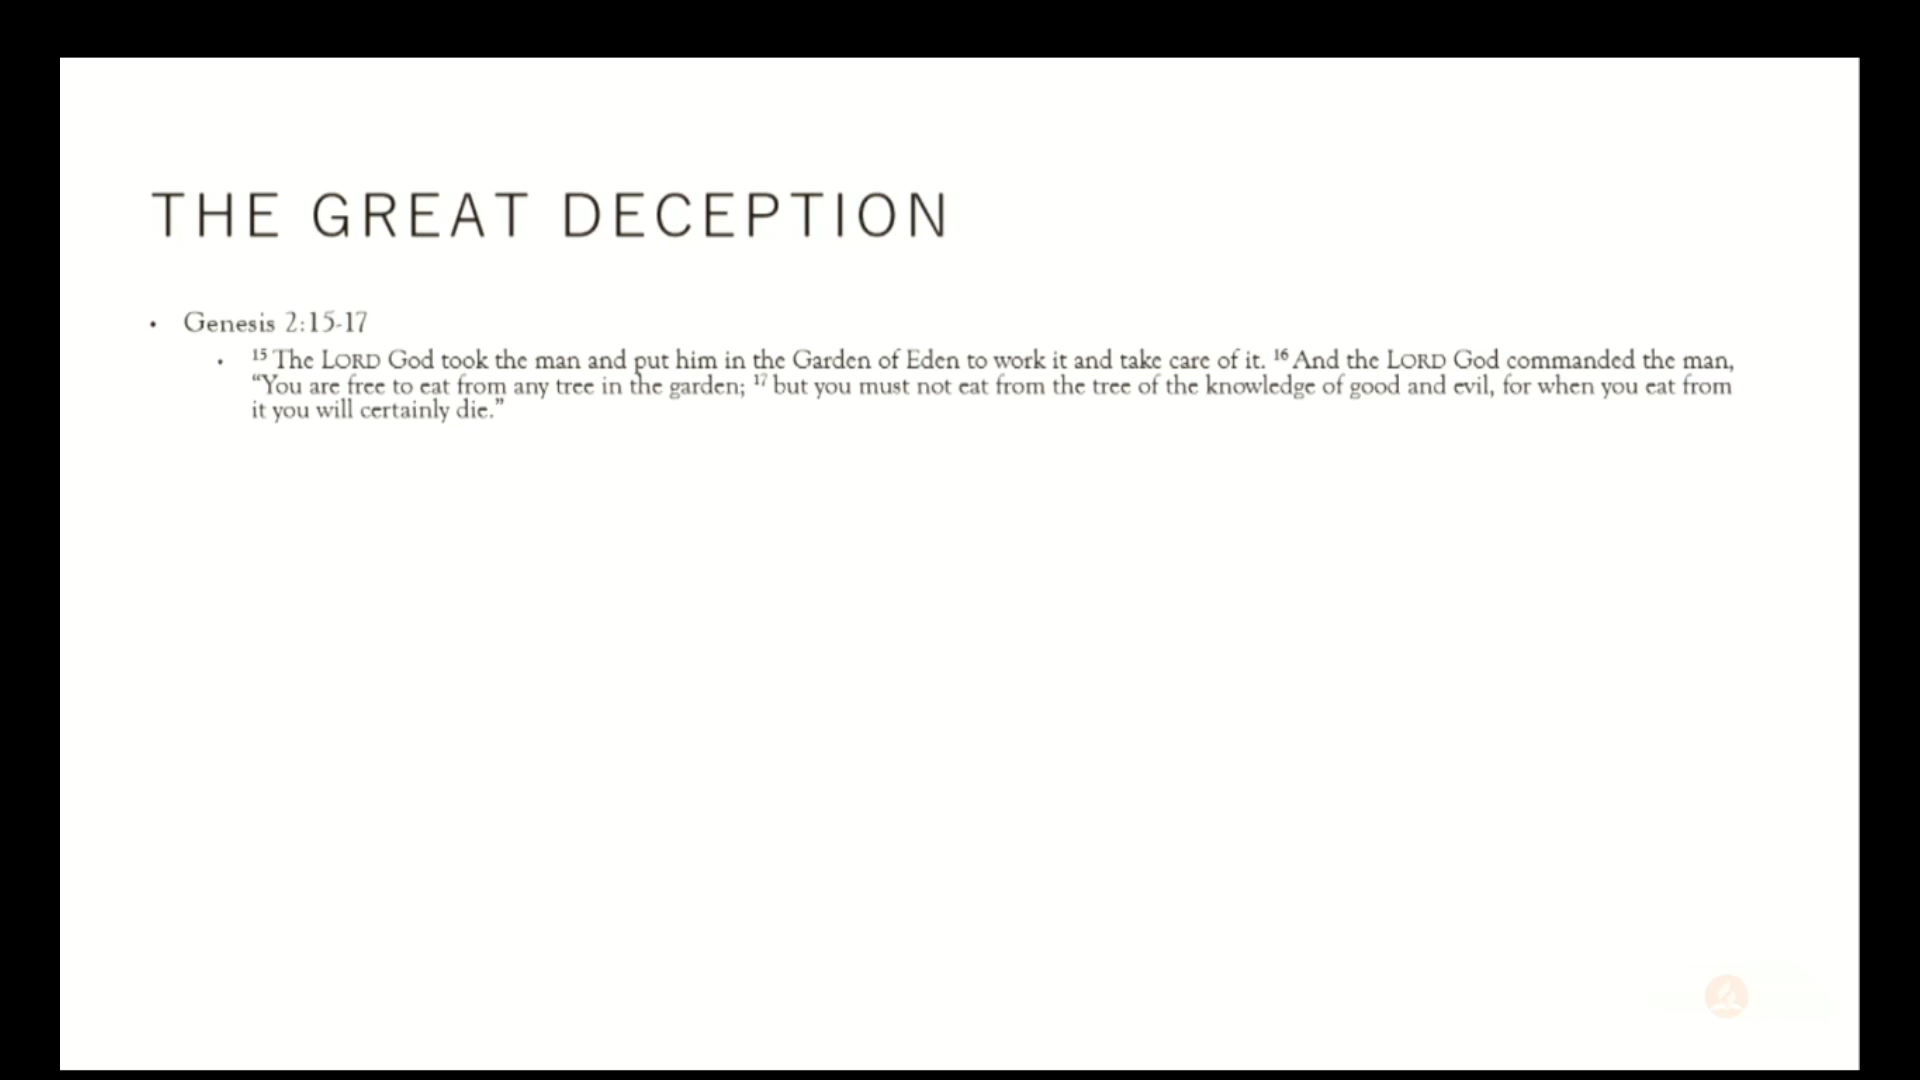 THE GREAT DECEPTION
• Genesis 2:15-17
• 15 The LORD God took the man and put him in the Garden of Eden to work it and take care of it. 16 And the LORD God commanded the man,
“You are free to eat from any tree in the garden; 17 but you must not eat from the tree of the knowledge of good and evil, for when you eat from
it you will certainly die.”